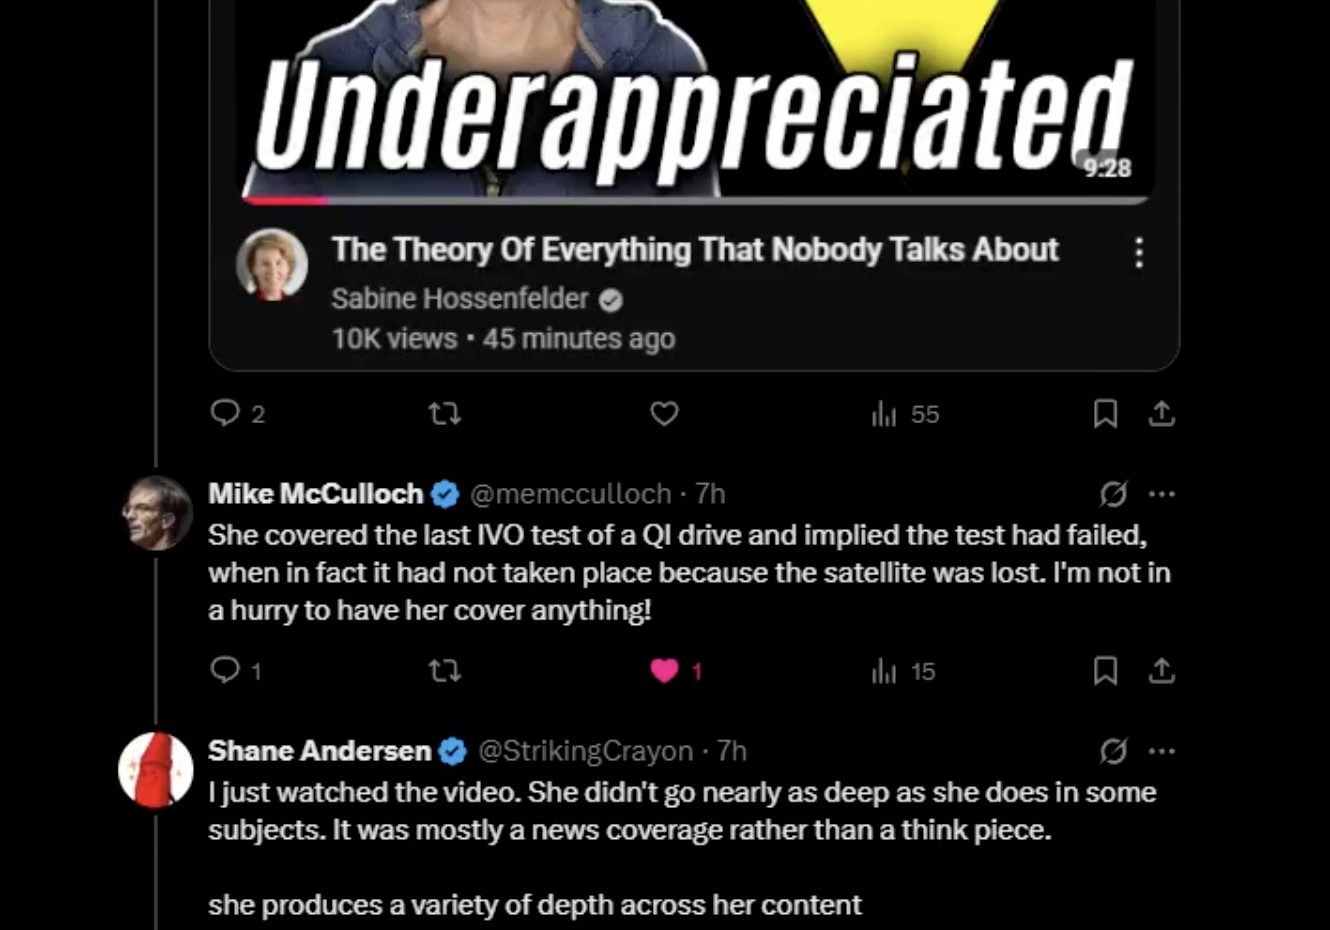 Underappreciated
9:28
The Theory Of Everything That Nobody Talks About
Sabine Hossenfelder
10K views • 45 minutes ago
2
55
Mike McCulloch @memcculloch · 7h
She covered the last IVO test of a QI drive and implied the test had failed,
when in fact it had not taken place because the satellite was lost. I'm not in
a hurry to have her cover anything!
1
1
15
Shane Andersen @StrikingCrayon · 7h
I just watched the video. She didn't go nearly as deep as she does in some
subjects. It was mostly a news coverage rather than a think piece.
she produces a variety of depth across her content